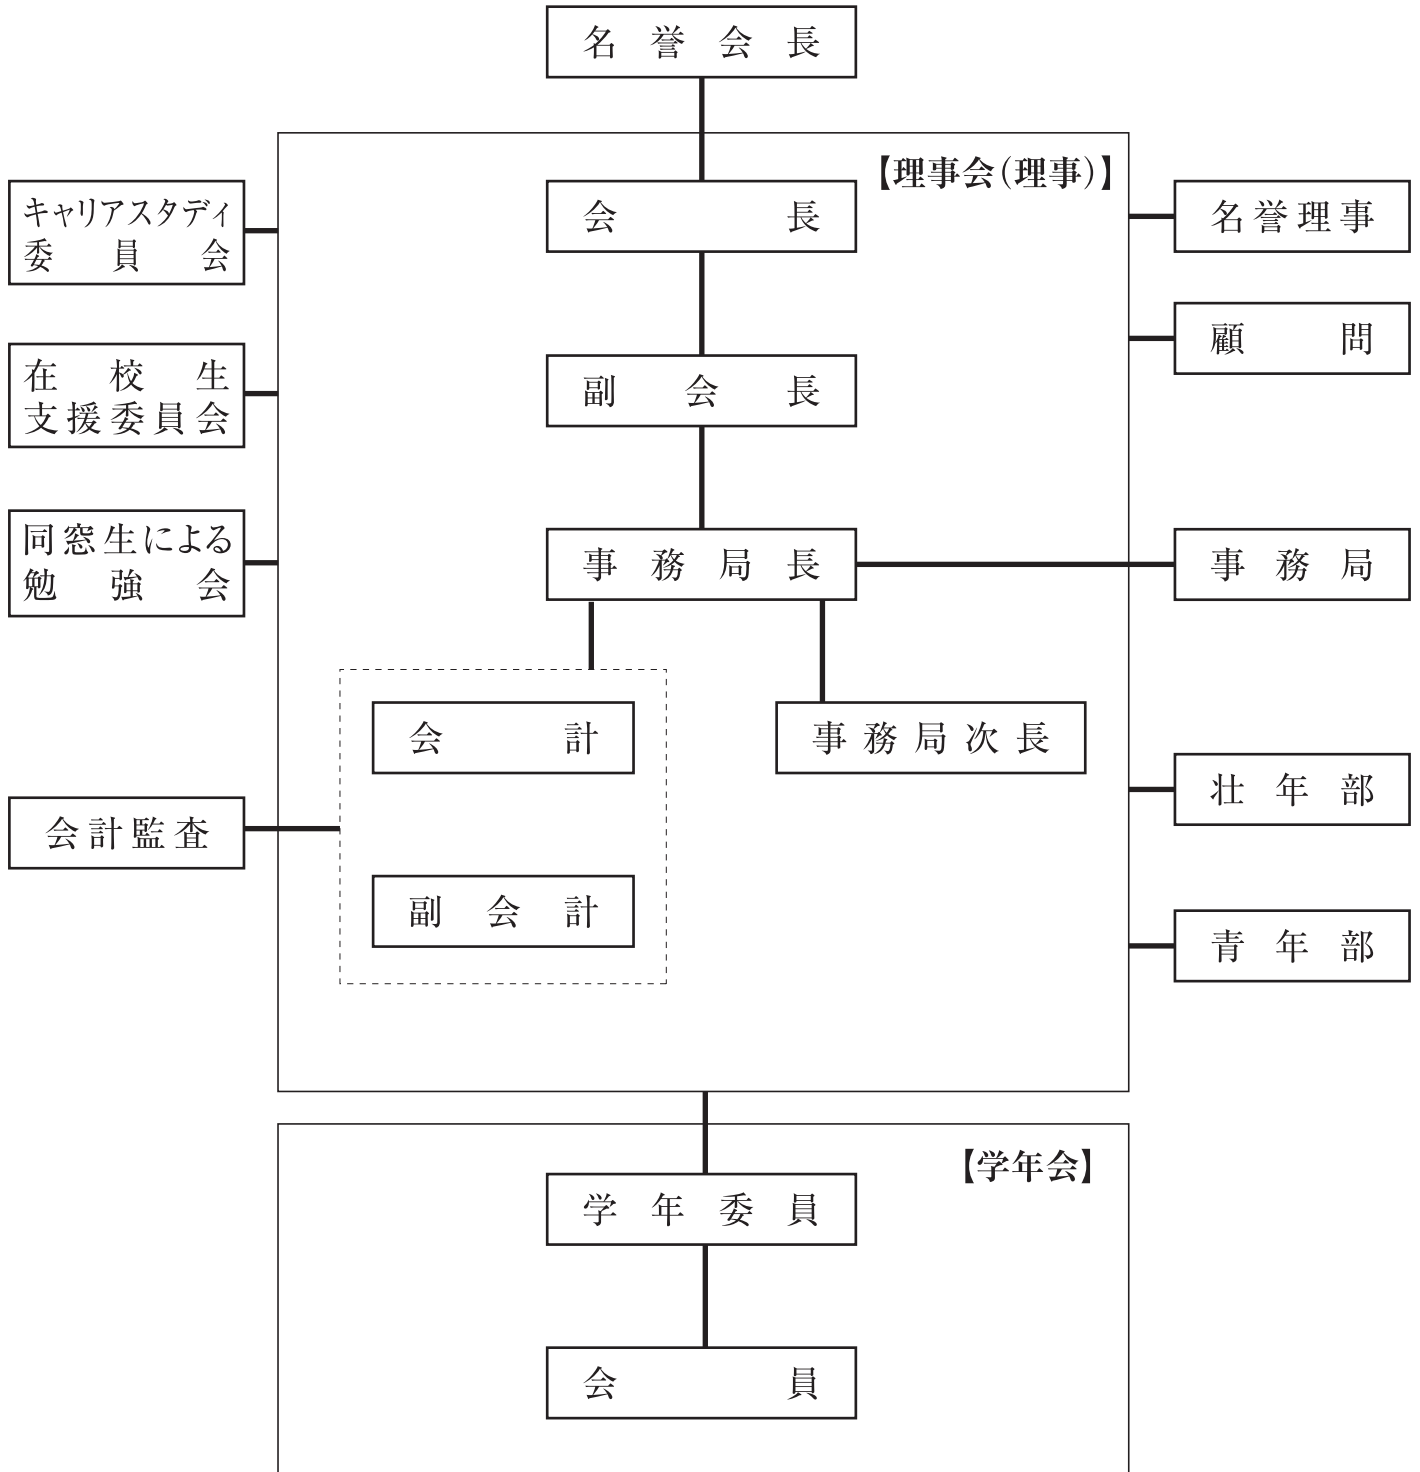 名誉会長
【理事会(理事)】
会長
副会長
事務局長
会計
副会計
事務局次長
キャリアスタディ
委員会
在校生
支援委員会
同窓生による
勉強会
会計監査
名誉理事
顧問
事務局
壮年部
青年部
【学年会】
学年委員
会員